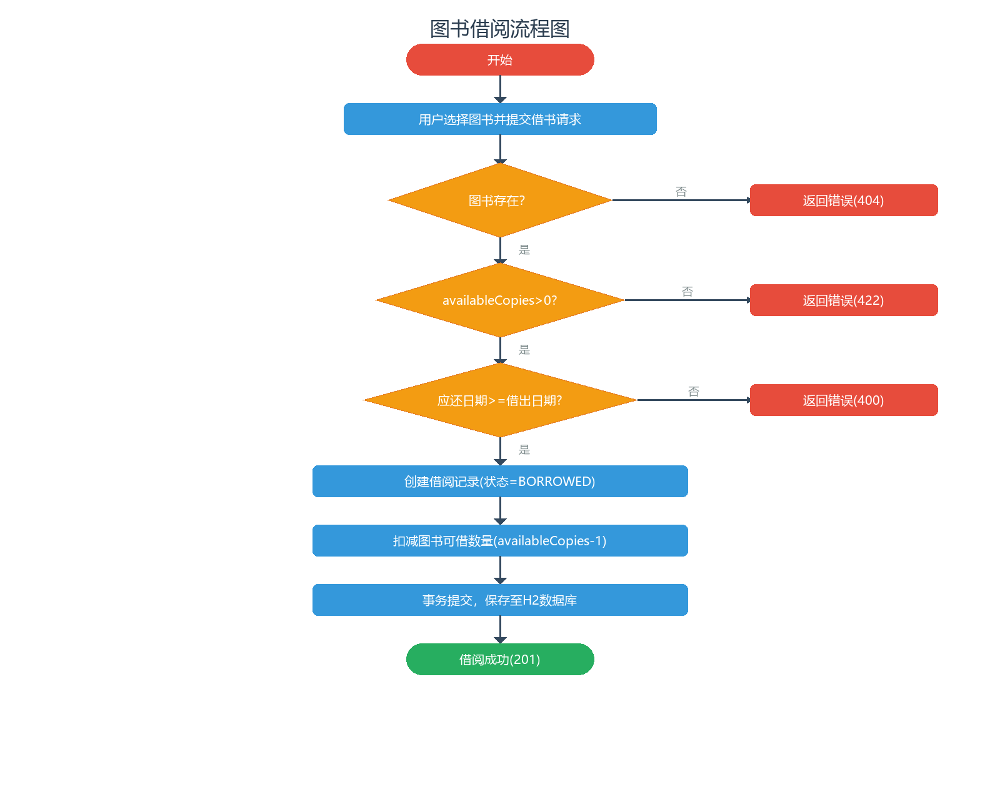 图书借阅流程图
开始
用户选择图书并提交借书请求
图书存在?
否
返回错误(404)
是
availableCopies>0?
否
返回错误(422)
是
应还日期>=借出日期?
否
返回错误(400)
是
创建借阅记录(状态=BORROWED)
扣减图书可借数量(availableCopies-1)
事务提交，保存至H2数据库
借阅成功(201)